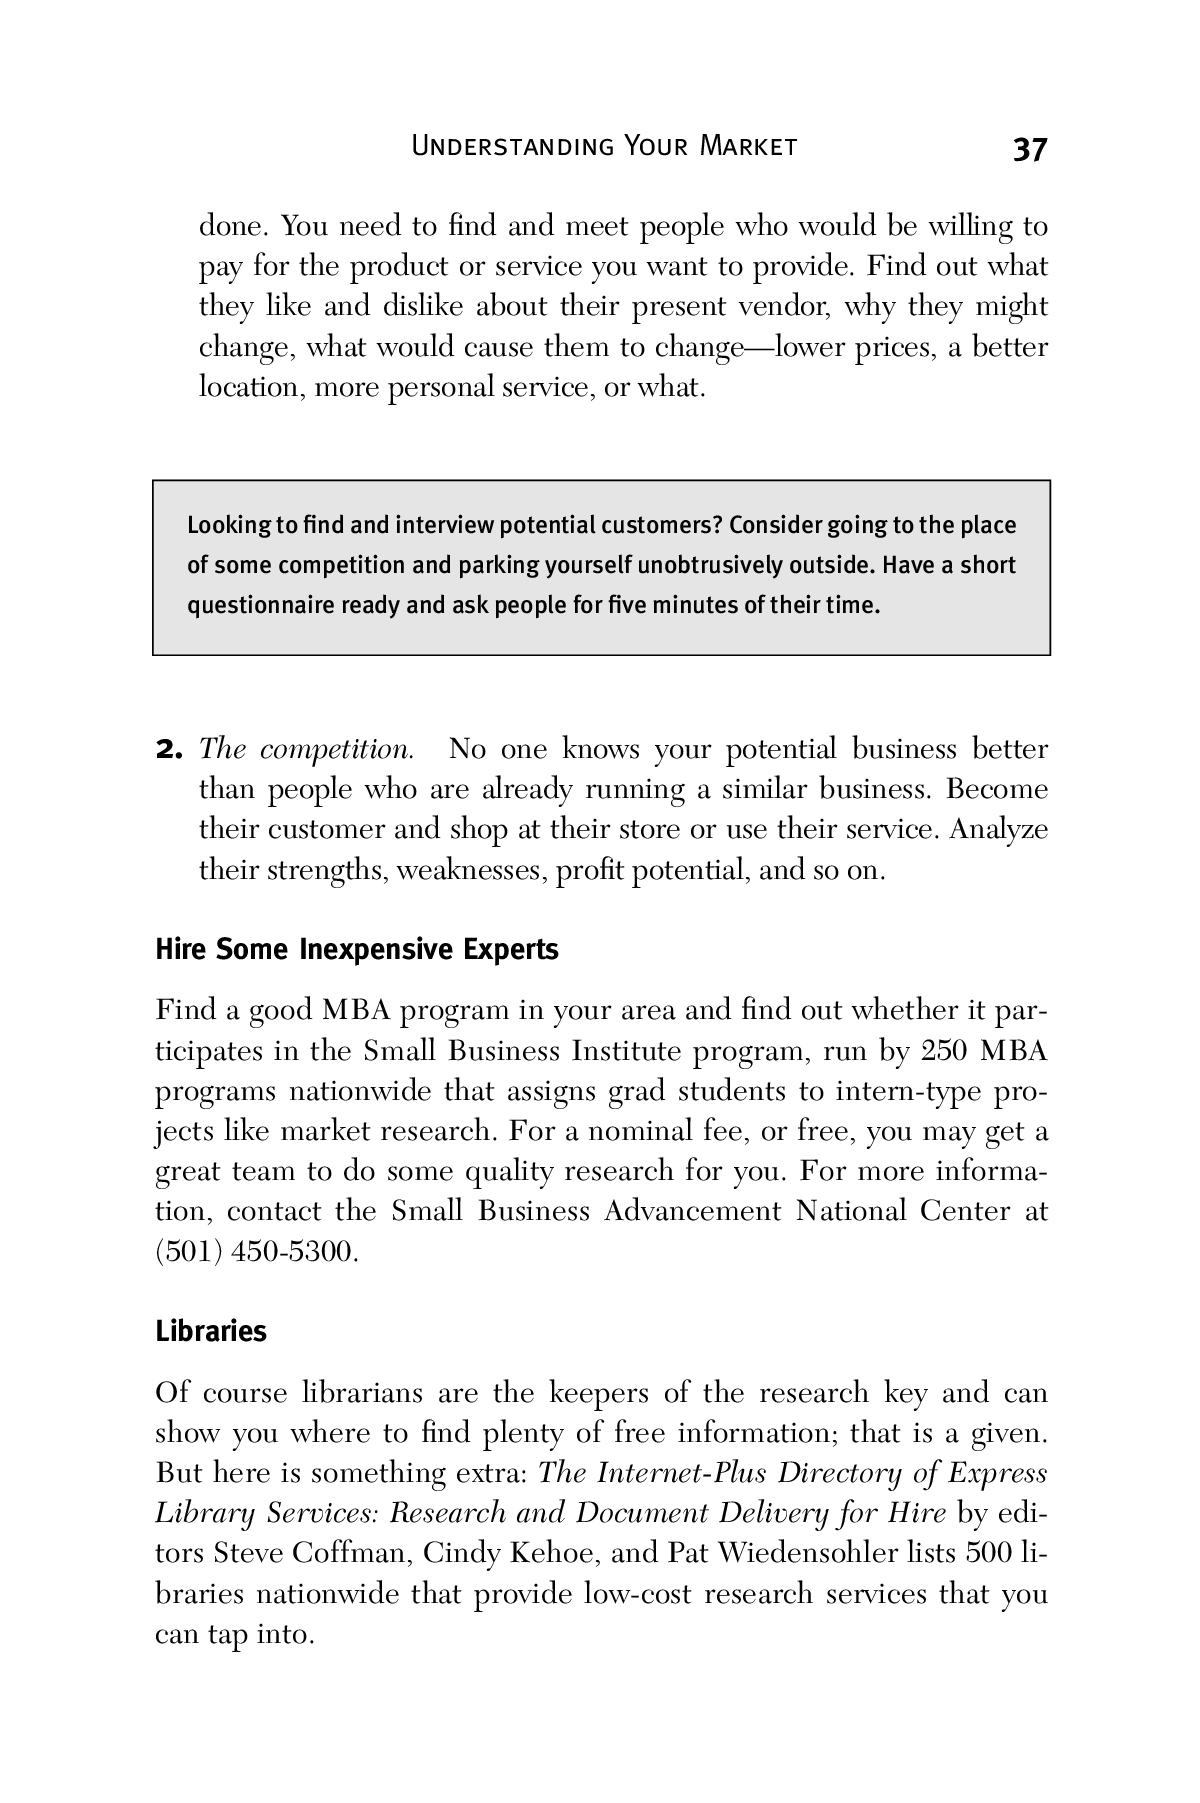 UNDERSTANDING YOUR MARKET 37
done. You need to find and meet people who would be willing to
pay for the product or service you want to provide. Find out what
they like and dislike about their present vendor, why they might
change, what would cause them to change—lower prices, a better
location, more personal service, or what.
Looking to find and interview potential customers? Consider going to the place
of some competition and parking yourself unobtrusively outside. Have a short
questionnaire ready and ask people for five minutes of their time.
2. The competition. No one knows your potential business better
than people who are already running a similar business. Become
their customer and shop at their store or use their service. Analyze
their strengths, weaknesses, profit potential, and so on.
Hire Some Inexpensive Experts
Find a good MBA program in your area and find out whether it par-
ticipates in the Small Business Institute program, run by 250 MBA
programs nationwide that assigns grad students to intern-type pro-
jects like market research. For a nominal fee, or free, you may get a
great team to do some quality research for you. For more informa-
tion, contact the Small Business Advancement National Center at
(501) 450-5300.
Libraries
Of course librarians are the keepers of the research key and can
show you where to find plenty of free information; that is a given.
But here is something extra: The Internet-Plus Directory of Express
Library Services: Research and Document Delivery for Hire by edi-
tors Steve Coffman, Cindy Kehoe, and Pat Wiedensohler lists 500 li-
braries nationwide that provide low-cost research services that you
can tap into.